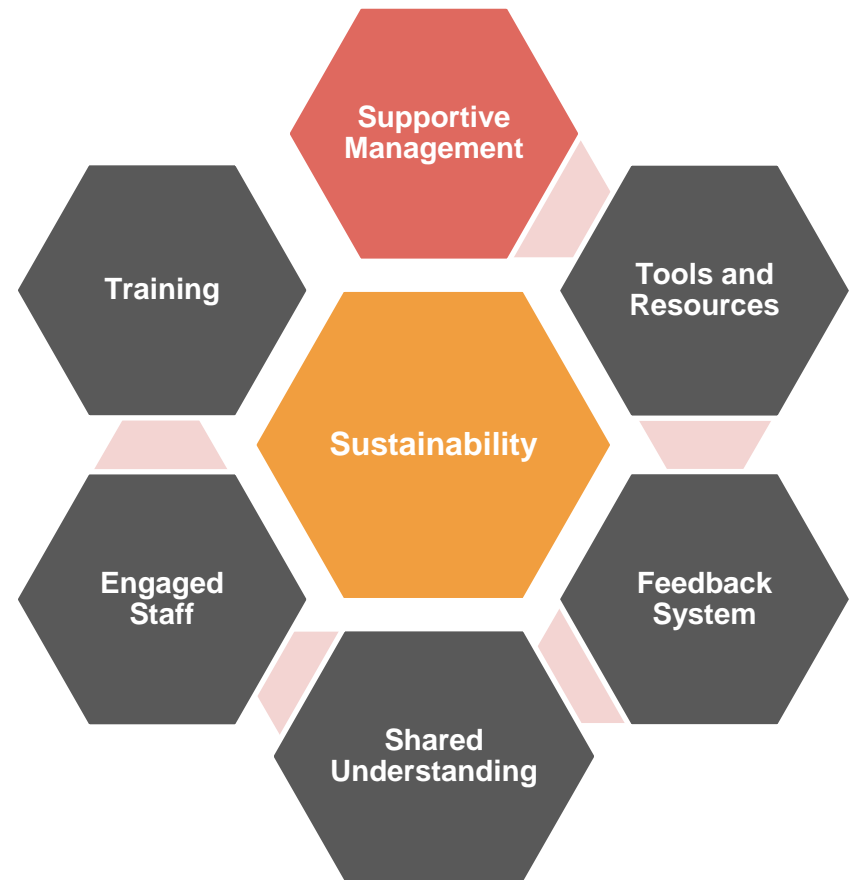 Supportive
Management
Tools and
Resources
Feedback
System
Shared
Understanding
Engaged
Staff
Training
Sustainability